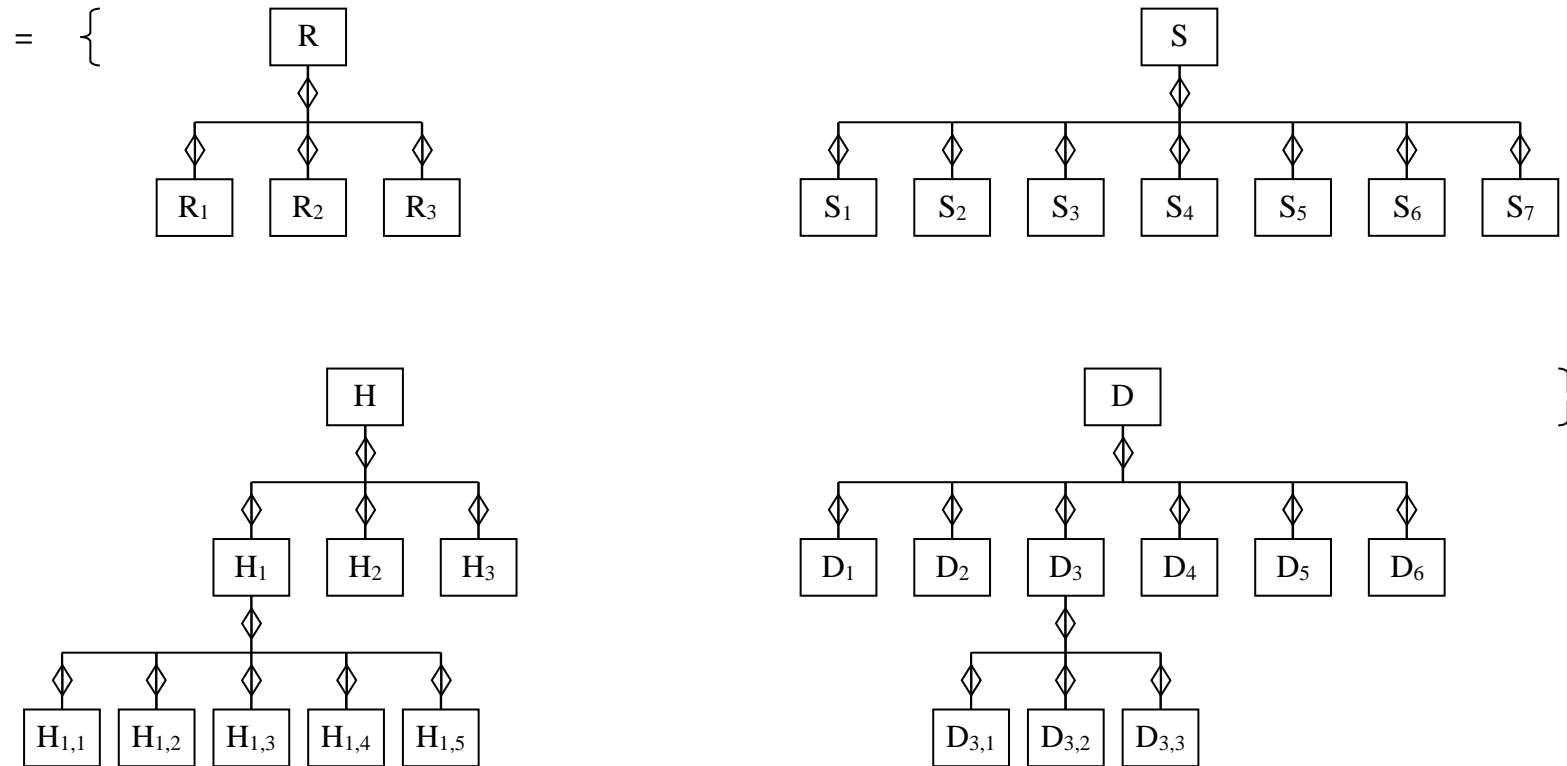 = { R S
R₁ R₂ R₃ S₁ S₂ S₃ S₄ S₅ S₆ S₇
H D }
H₁ H₂ H₃ D₁ D₂ D₃ D₄ D₅ D₆
H₁,₁ H₁,₂ H₁,₃ H₁,₄ H₁,₅ D₃,₁ D₃,₂ D₃,₃